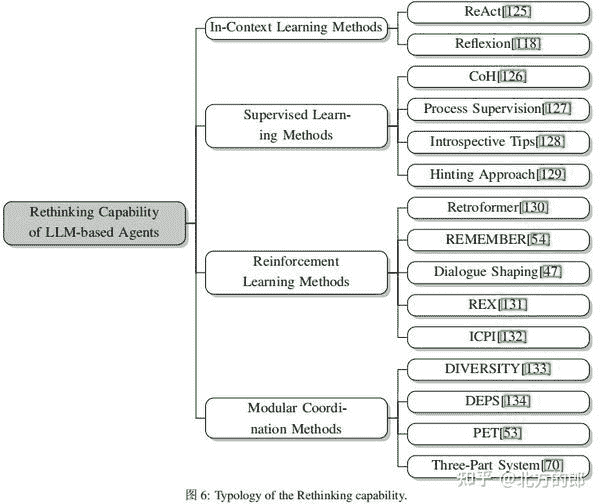 Rethinking Capability
of LLM-based Agents
In-Context Learning Methods
ReAct[125]
Reflexion[118]
Supervised Learn-
ing Methods
CoH[126]
Process Supervision[127]
Introspective Tips[128]
Hinting Approach[129]
Reinforcement
Learning Methods
Retroformer[130]
REMEMBER[54]
Dialogue Shaping[47]
REX[131]
ICPI[132]
Modular Coordi-
nation Methods
DIVERSITY[133]
DEPS[134]
PET[53]
Three-Part System[70]
知乎 @北方的郎
图 6: Typology of the Rethinking capability.